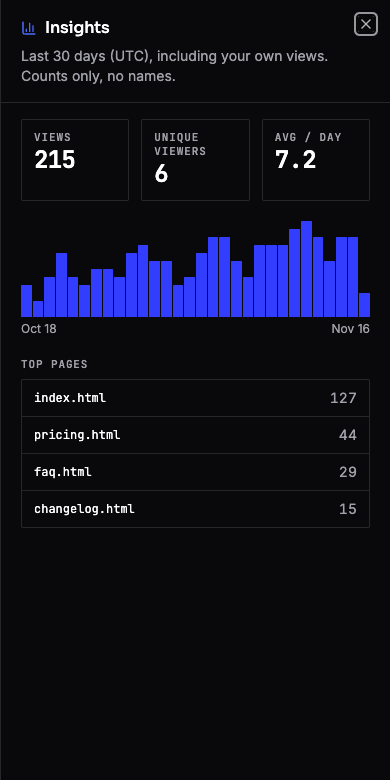 Insights
Last 30 days (UTC), including your own views.
Counts only, no names.
VIEWS
215
UNIQUE
VIEWERS
6
AVG / DAY
7.2
Oct 18
Nov 16
TOP PAGES
index.html 127
pricing.html 44
faq.html 29
changelog.html 15